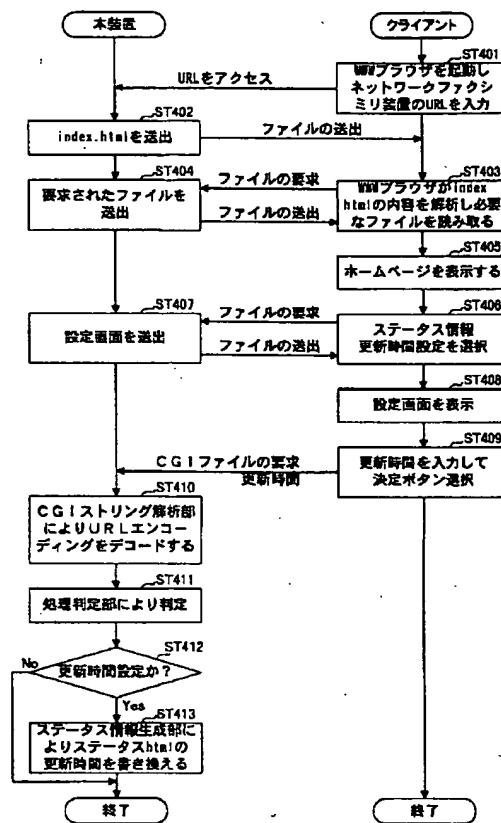 本装置
クライアント
ST401
WWWブラウザを起動し
ネットワークファクシ
ミリ装置のURLを入力
URLをアクセス
ST402
index.htmlを送出
ファイルの送出
ST404
要求されたファイルを
送出
ファイルの要求
ファイルの送出
ST403
WWWブラウザがindex
htmlの内容を解析し必要
なファイルを読み取る
ST405
ホームページを表示する
ST407
設定画面を送出
ファイルの要求
ファイルの送出
ST406
ステータス情報
更新時間設定を選択
ST408
設定画面を表示
ST409
更新時間を入力して
決定ボタン選択
CGIファイルの要求
更新時間
ST410
CGIストリング解析部
によりURLエンコー
ディングをデコードする
ST411
処理判定部により判定
ST412
更新時間設定か？
No
Yes
ST413
ステータス情報生成部に
よりステータスhtmlの
更新時間を書き換える
終了
終了